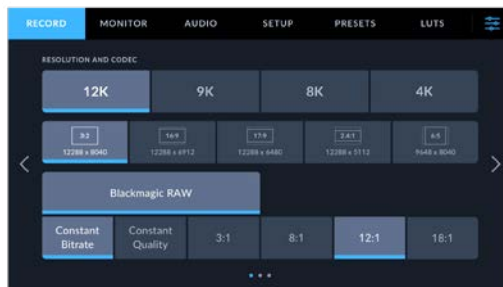 RECORD MONITOR AUDIO SETUP PRESETS LUTS
RESOLUTION AND CODEC
12K 9K 8K 4K
3:2 16:9 17:9 2.4:1 6:5
12288 x 8040 12288 x 6912 12288 x 6480 12288 x 5112 9648 x 8040
Blackmagic RAW
Constant Bitrate Constant Quality 3:1 8:1 12:1 18:1